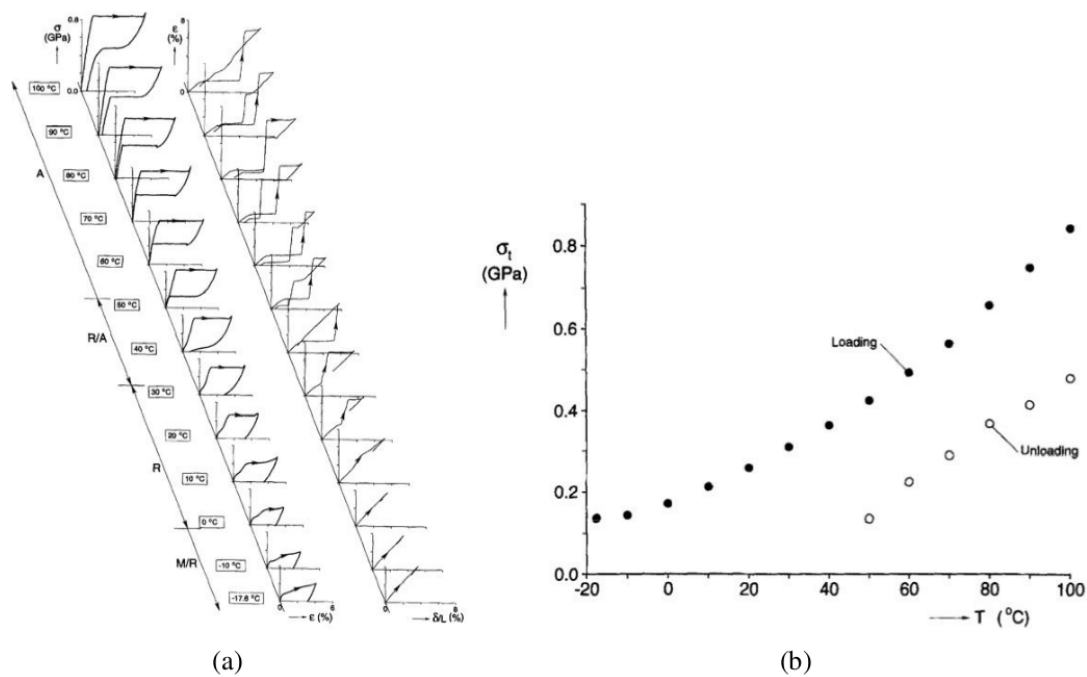 σ
(GPa)
0.8
0.0
ε
(%)
8
0
100 °C
90 °C
80 °C
70 °C
60 °C
50 °C
40 °C
30 °C
20 °C
10 °C
0 °C
-10 °C
-17.6 °C
A
R/A
R
M/R
0 6
ε (%)
0 8
δ/L (%)
(a)
σt
(GPa)
0.8
0.6
0.4
0.2
0.0
Loading
Unloading
-20 0 20 40 60 80 100
T (°C)
(b)